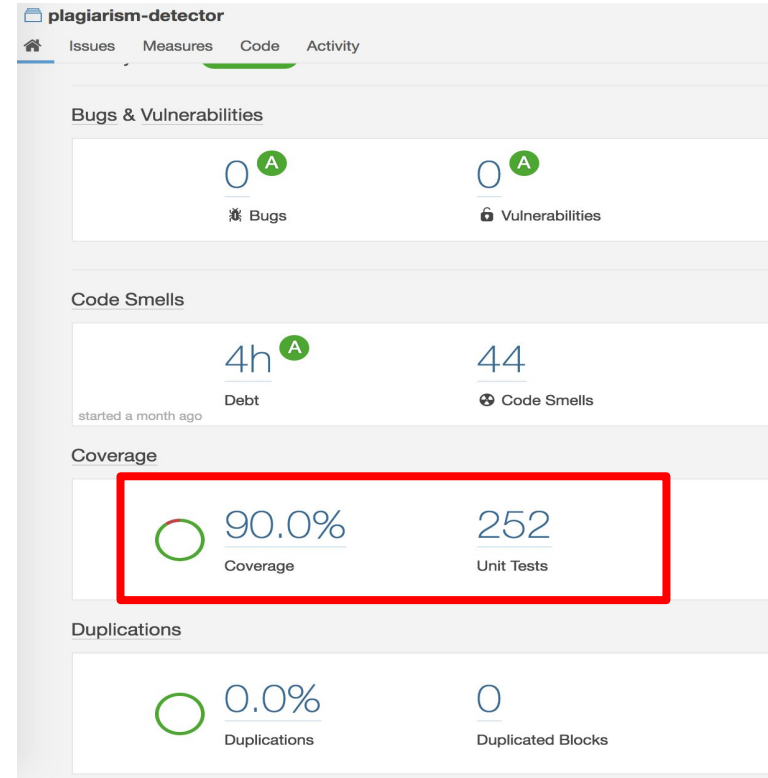 plagiarism-detector
Issues Measures Code Activity
Bugs & Vulnerabilities
0 A 0 A
Bugs Vulnerabilities
Code Smells
4h A 44
started a month ago Debt Code Smells
Coverage
90.0% 252
Coverage Unit Tests
Duplications
0.0% 0
Duplications Duplicated Blocks